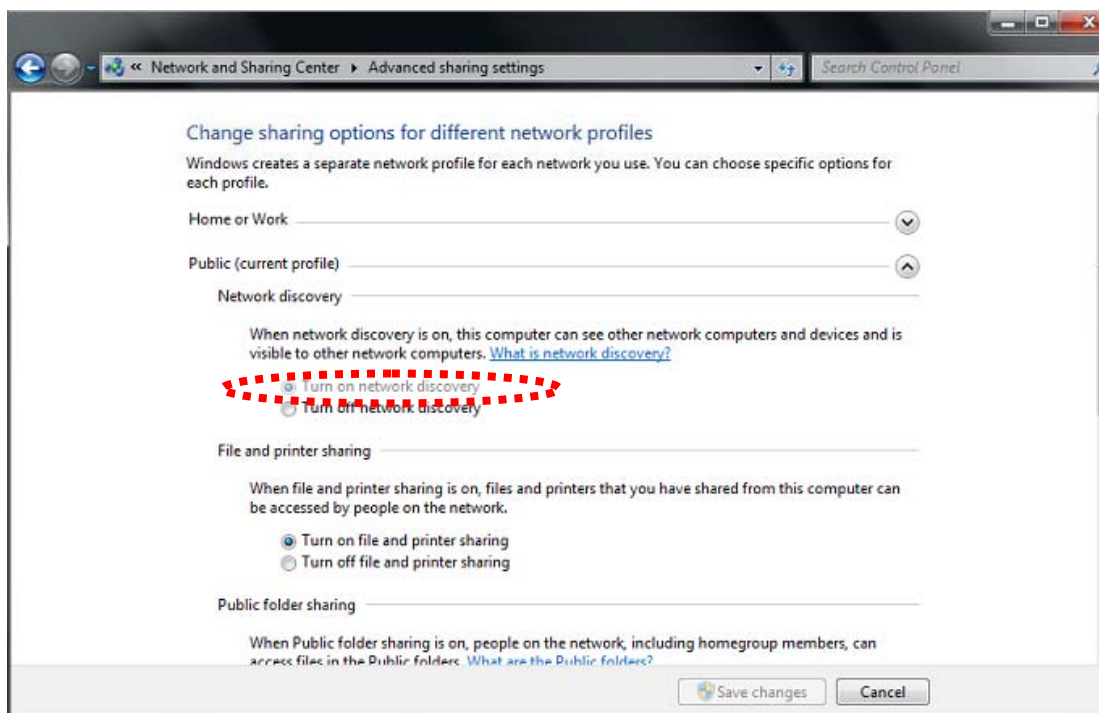 « Network and Sharing Center ▸ Advanced sharing settings
Search Control Panel
Change sharing options for different network profiles
Windows creates a separate network profile for each network you use. You can choose specific options for
each profile.
Home or Work
Public (current profile)
Network discovery
When network discovery is on, this computer can see other network computers and devices and is
visible to other network computers. What is network discovery?
Turn on network discovery
Turn off network discovery
File and printer sharing
When file and printer sharing is on, files and printers that you have shared from this computer can
be accessed by people on the network.
Turn on file and printer sharing
Turn off file and printer sharing
Public folder sharing
When Public folder sharing is on, people on the network, including homegroup members, can
access files in the Public folders. What are the Public folders?
Save changes
Cancel